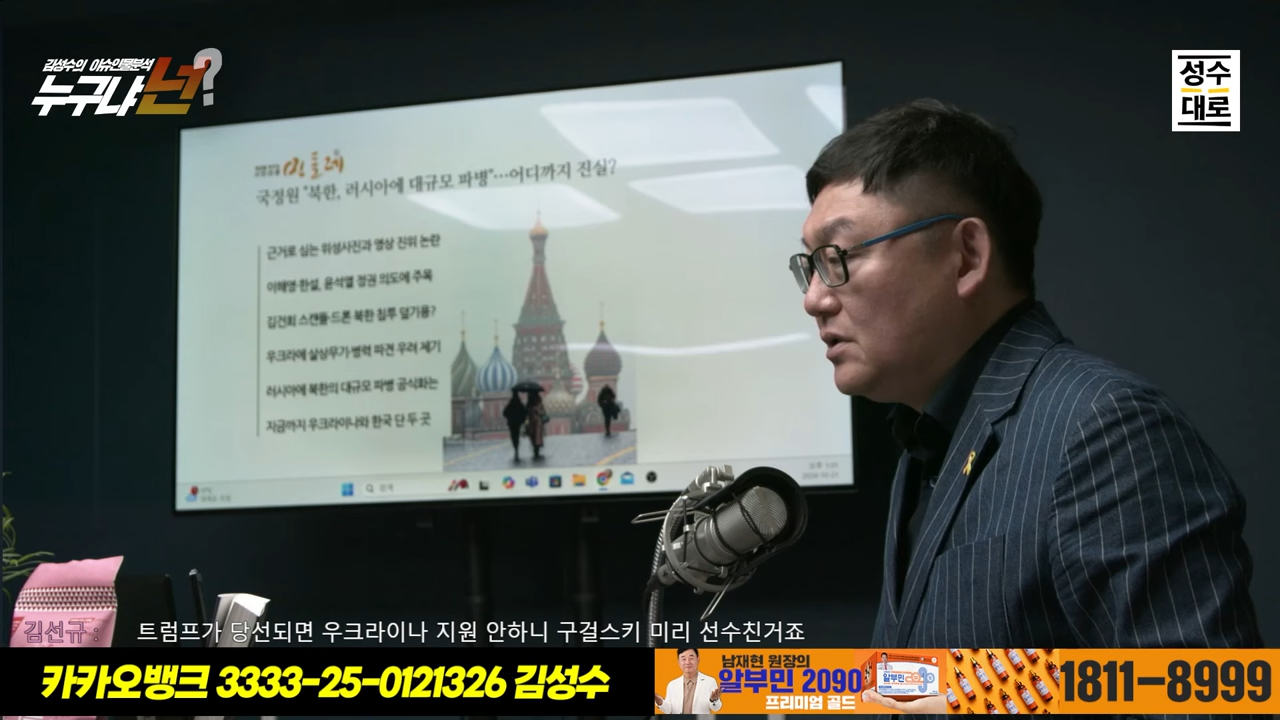 김성수의 이슈인물분석
누구냐 넌?
성수
대로
민들레
국정원 "북한, 러시아에 대규모 파병"…어디까지 진실?
근거로 삼는 위성사진과 영상 진위 논란
이해영·한설, 윤석열 정권 의도에 주목
김건희 스캔들·드론 북한 침투 덮기용?
우크라에 살상무기·병력 파견 우려 제기
러시아에 북한의 대규모 파병 공식화는
지금까지 우크라이나와 한국 단 두 곳
검색
김선규 : 트럼프가 당선되면 우크라이나 지원 안하니 구걸스키 미리 선수친거죠
카카오뱅크 3333-25-0121326 김성수
남재현 원장의
알부민 2090
프리미엄 골드
1811-8999